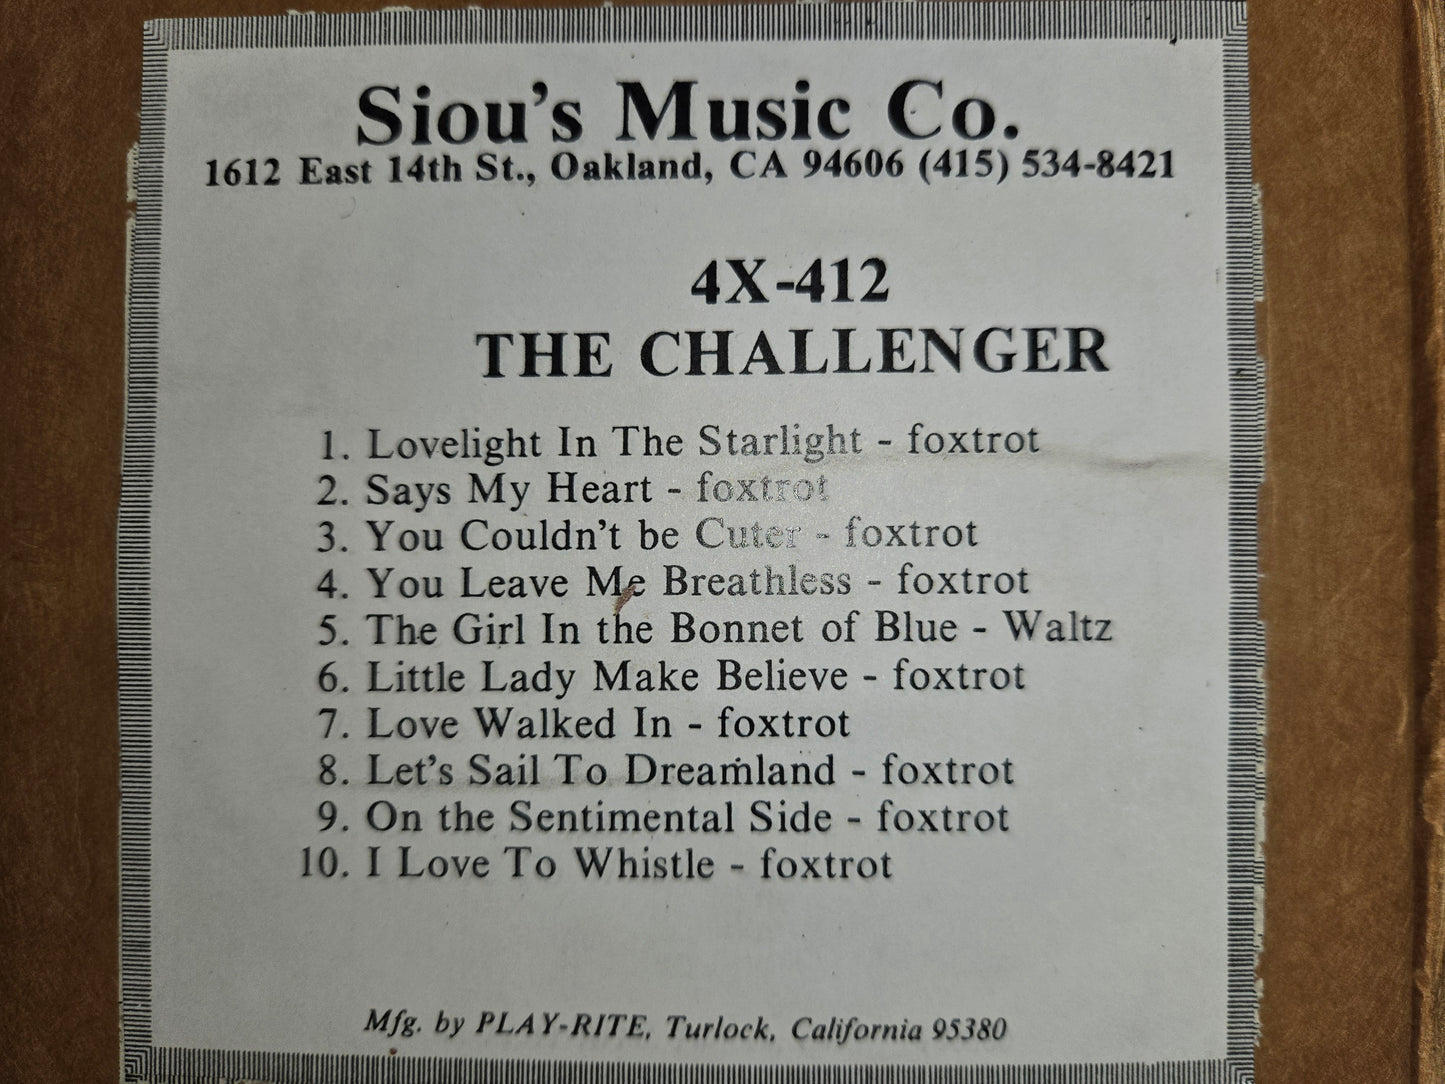 Siou's Music Co.
1612 East 14th St., Oakland, CA 94606 (415) 534-8421
4X-412
THE CHALLENGER
1. Lovelight In The Starlight - foxtrot
2. Says My Heart - foxtrot
3. You Couldn't be Cuter - foxtrot
4. You Leave Me Breathless - foxtrot
5. The Girl In the Bonnet of Blue - Waltz
6. Little Lady Make Believe - foxtrot
7. Love Walked In - foxtrot
8. Let's Sail To Dreamland - foxtrot
9. On the Sentimental Side - foxtrot
10. I Love To Whistle - foxtrot
Mfg. by PLAY-RITE, Turlock, California 95380